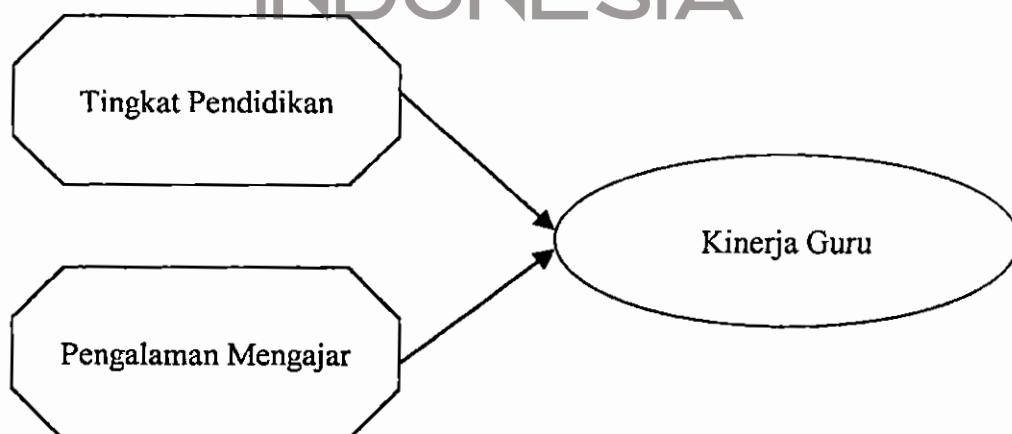 INDONESIA
Tingkat Pendidikan
Kinerja Guru
Pengalaman Mengajar